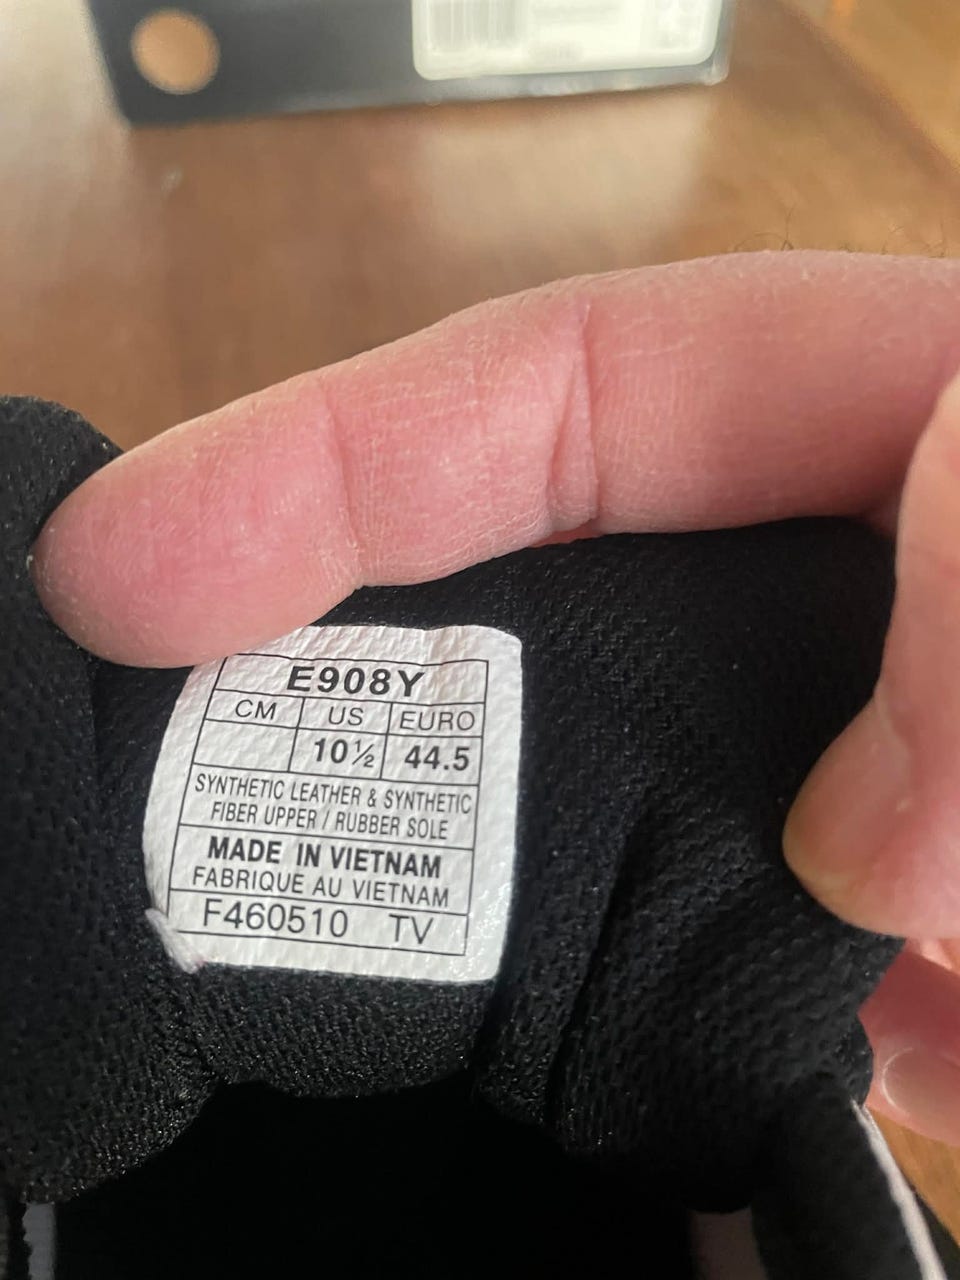 E908Y
CM US EURO
10½ 44.5
SYNTHETIC LEATHER & SYNTHETIC
FIBER UPPER / RUBBER SOLE
MADE IN VIETNAM
FABRIQUE AU VIETNAM
F460510 TV